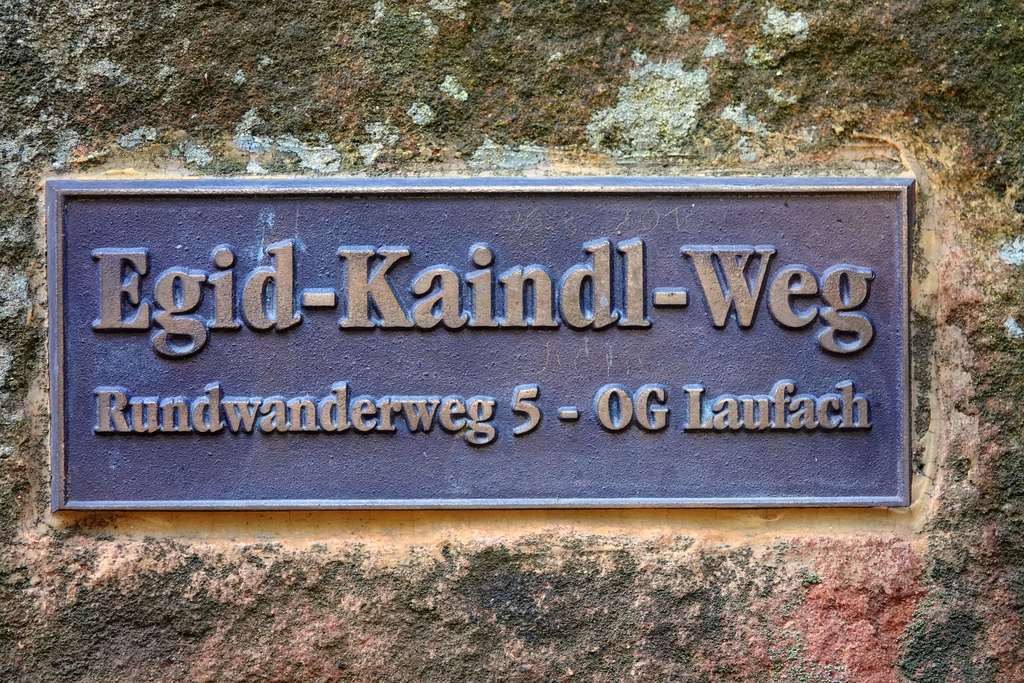 Egid-Kaindl-Weg
Rundwanderweg 5 - OG Laufach